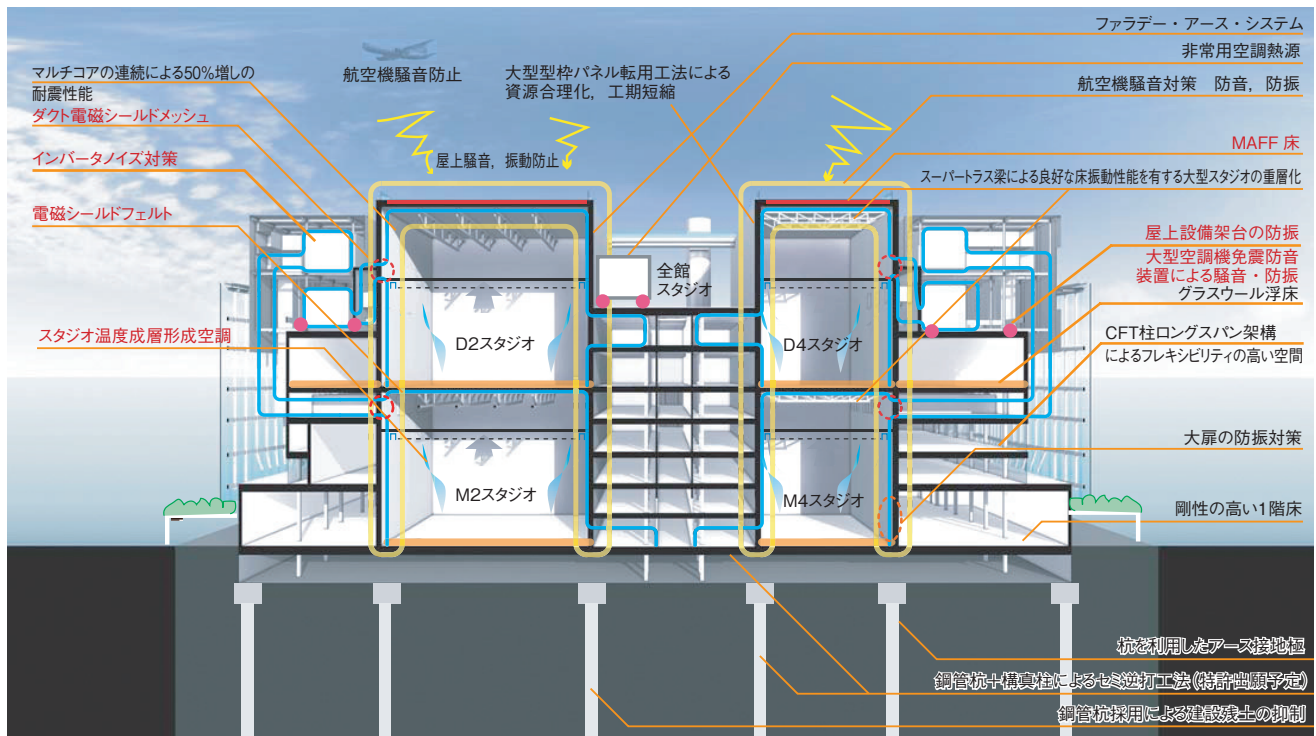 ファラデー・アース・システム
非常用空調熱源
航空機騒音対策 防音，防振
MAFF 床
スーパートラス梁による良好な床振動性能を有する大型スタジオの重層化
屋上設備架台の防振
大型空調機免震防音
装置による騒音・防振
グラスウール浮床
CFT柱ロングスパン架構
によるフレキシビリティの高い空間
大扉の防振対策
剛性の高い1階床
杭を利用したアース接地極
鋼管杭＋構真柱によるセミ逆打工法（特許出願予定）
鋼管杭採用による建設残土の抑制
マルチコアの連続による50％増しの
耐震性能
ダクト電磁シールドメッシュ
インバータノイズ対策
電磁シールドフェルト
スタジオ温度成層形成空調
航空機騒音防止
大型型枠パネル転用工法による
資源合理化，工期短縮
屋上騒音，振動防止
全館
スタジオ
D2スタジオ
D4スタジオ
M2スタジオ
M4スタジオ